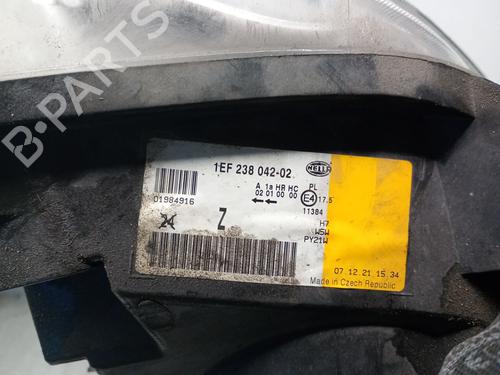 B-PARTS
1EF 238 042-02
HELLA
01984916
A 1a HR HC PL
02 01 00 00 E4 17.5
11384
24
Z
H7
W5W
PY21W
07.12.21 15.34
Made in Czech Republic